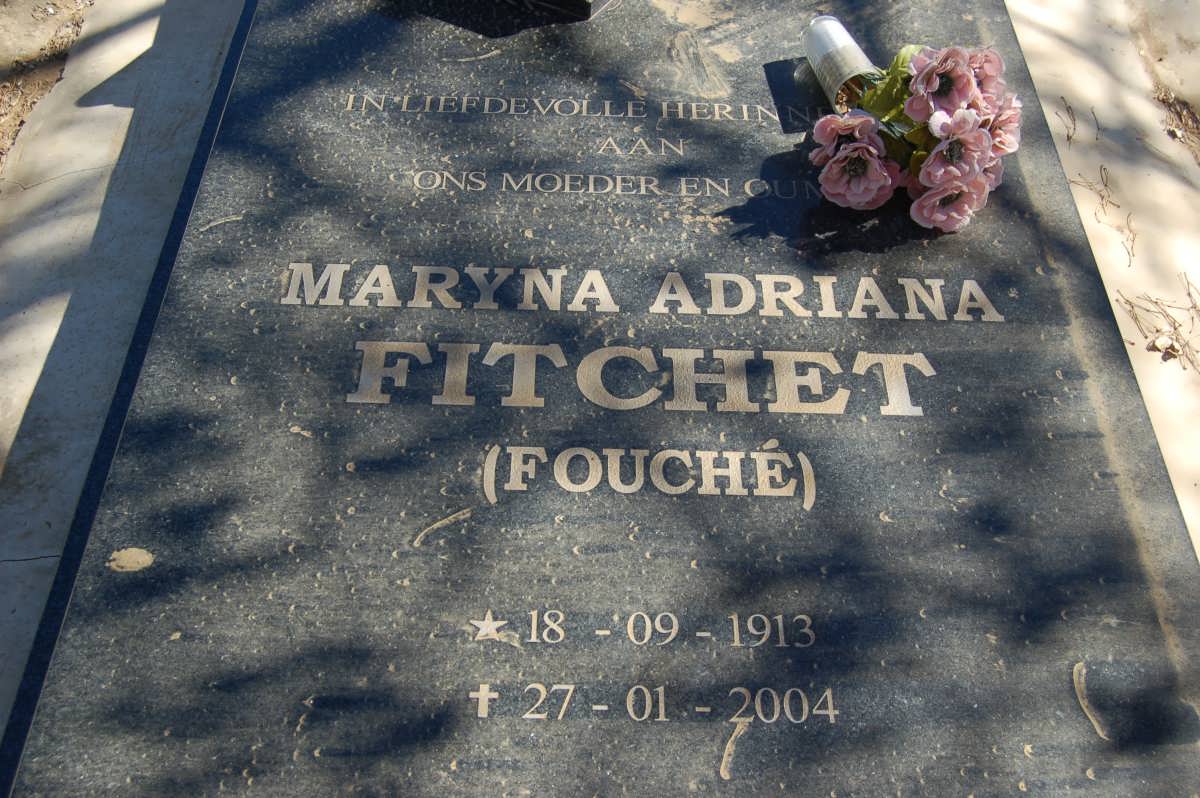 IN LIEFDEVOLLE
AAN
ONS MOEDER EN
MARYNA ADRIANA
FITCHET
(FOUCHÉ)
18 - 09 - 1913
27 - 01 - 2004